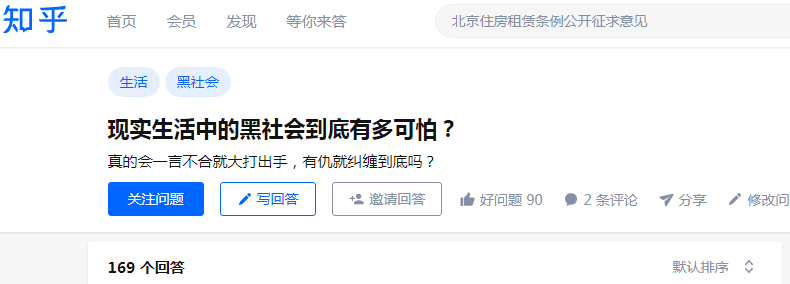 知乎 首页 会员 发现 等你来答 北京住房租赁条例公开征求意见
生活 黑社会
现实生活中的黑社会到底有多可怕？
真的会一言不合就大打出手，有仇就纠缠到底吗？
关注问题 写回答 邀请回答 好问题 90 2 条评论 分享 修改问
169 个回答 默认排序